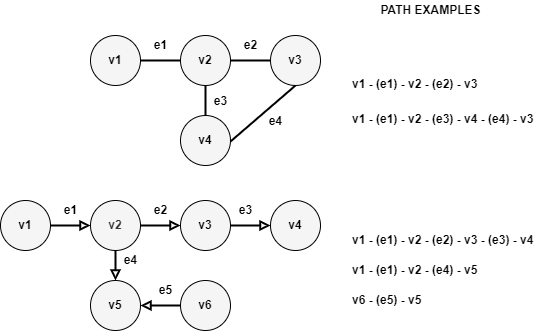 PATH EXAMPLES
e1 e2
v1 v2 v3
v1 - (e1) - v2 - (e2) - v3
e3
e4
v1 - (e1) - v2 - (e3) - v4 - (e4) - v3
v4
e1 e2 e3
v1 v2 v3 v4
v1 - (e1) - v2 - (e2) - v3 - (e3) - v4
e4
v1 - (e1) - v2 - (e4) - v5
e5
v5 v6
v6 - (e5) - v5